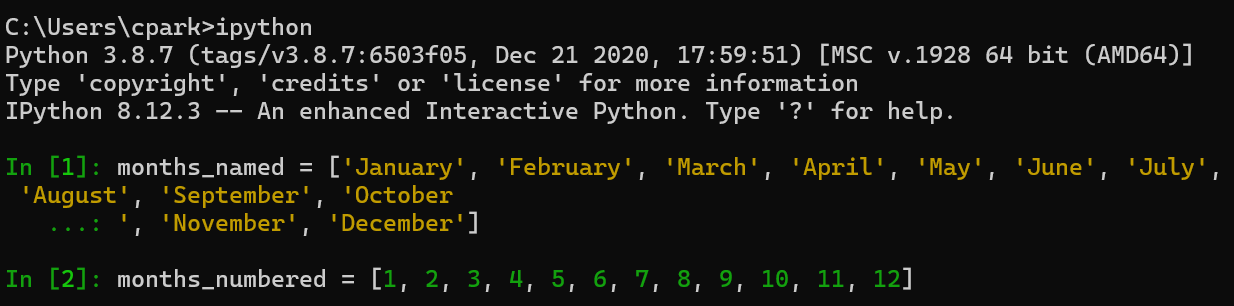 C:\Users\cpark>ipython
Python 3.8.7 (tags/v3.8.7:6503f05, Dec 21 2020, 17:59:51) [MSC v.1928 64 bit (AMD64)]
Type 'copyright', 'credits' or 'license' for more information
IPython 8.12.3 -- An enhanced Interactive Python. Type '?' for help.
In [1]: months_named = ['January', 'February', 'March', 'April', 'May', 'June', 'July',
'August', 'September', 'October
...: ', 'November', 'December']
In [2]: months_numbered = [1, 2, 3, 4, 5, 6, 7, 8, 9, 10, 11, 12]